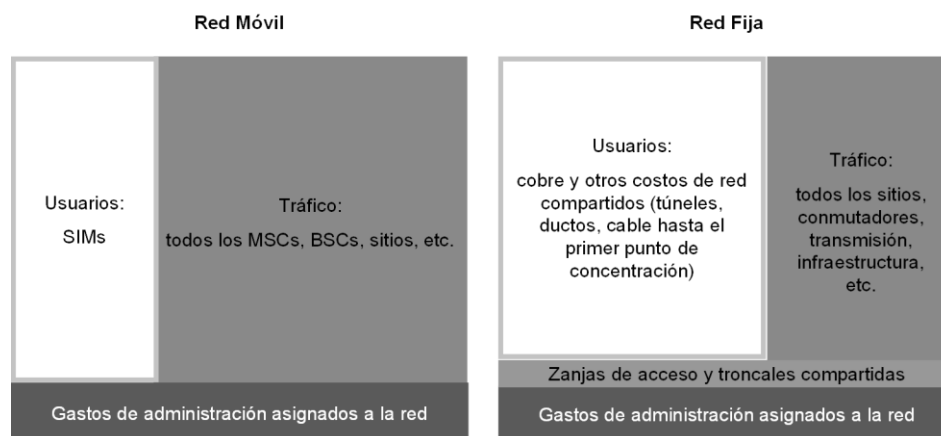 Red Móvil
Usuarios:
SIMs
Tráfico:
todos los MSCs, BSCs, sitios, etc.
Gastos de administración asignados a la red
Red Fija
Usuarios:
cobre y otros costos de red
compartidos (túneles,
ductos, cable hasta el
primer punto de
concentración)
Tráfico:
todos los sitios,
conmutadores,
transmisión,
infraestructura,
etc.
Zanjas de acceso y troncales compartidas
Gastos de administración asignados a la red